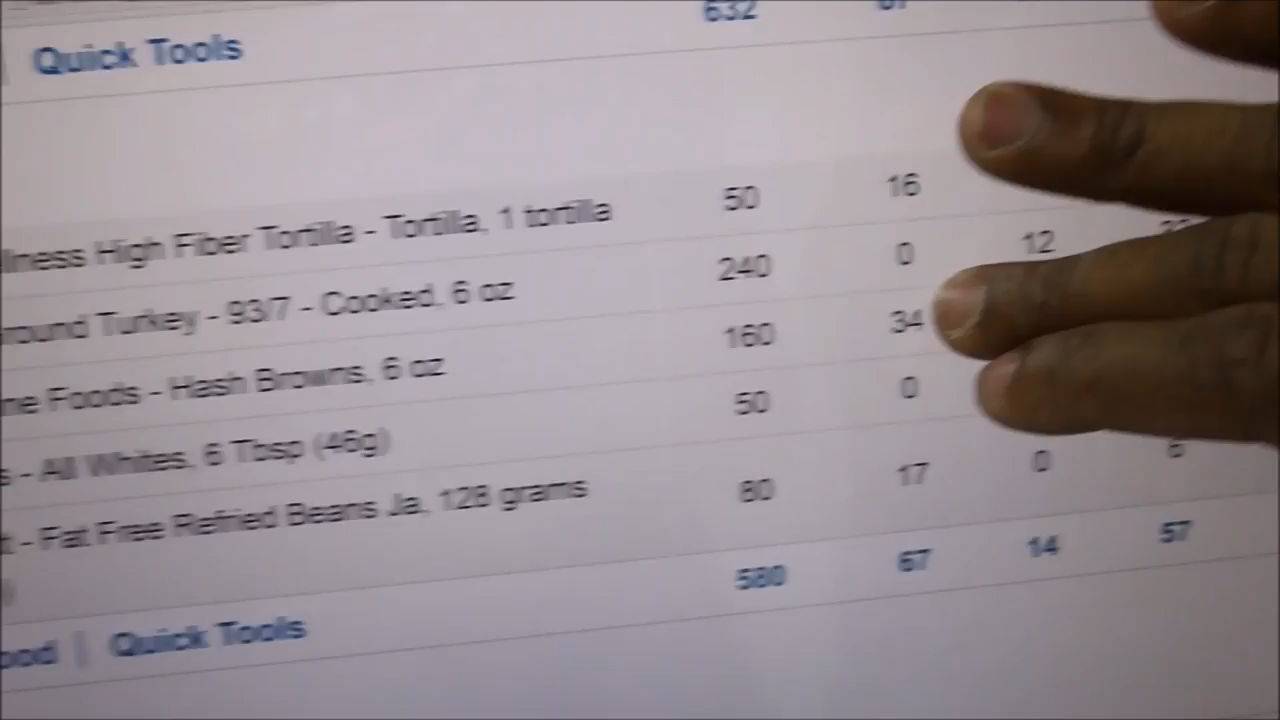 632
Quick Tools
llness High Fiber Tortilla - Tortilla, 1 tortilla 50 16
round Turkey - 93/7 - Cooked, 6 oz 240 0 12
ne Foods - Hash Browns, 6 oz 160 34
s - All Whites, 6 Tbsp (46g) 50 0
t - Fat Free Refried Beans Ja, 128 grams 80 17 0 6
580 67 14 57
ood | Quick Tools